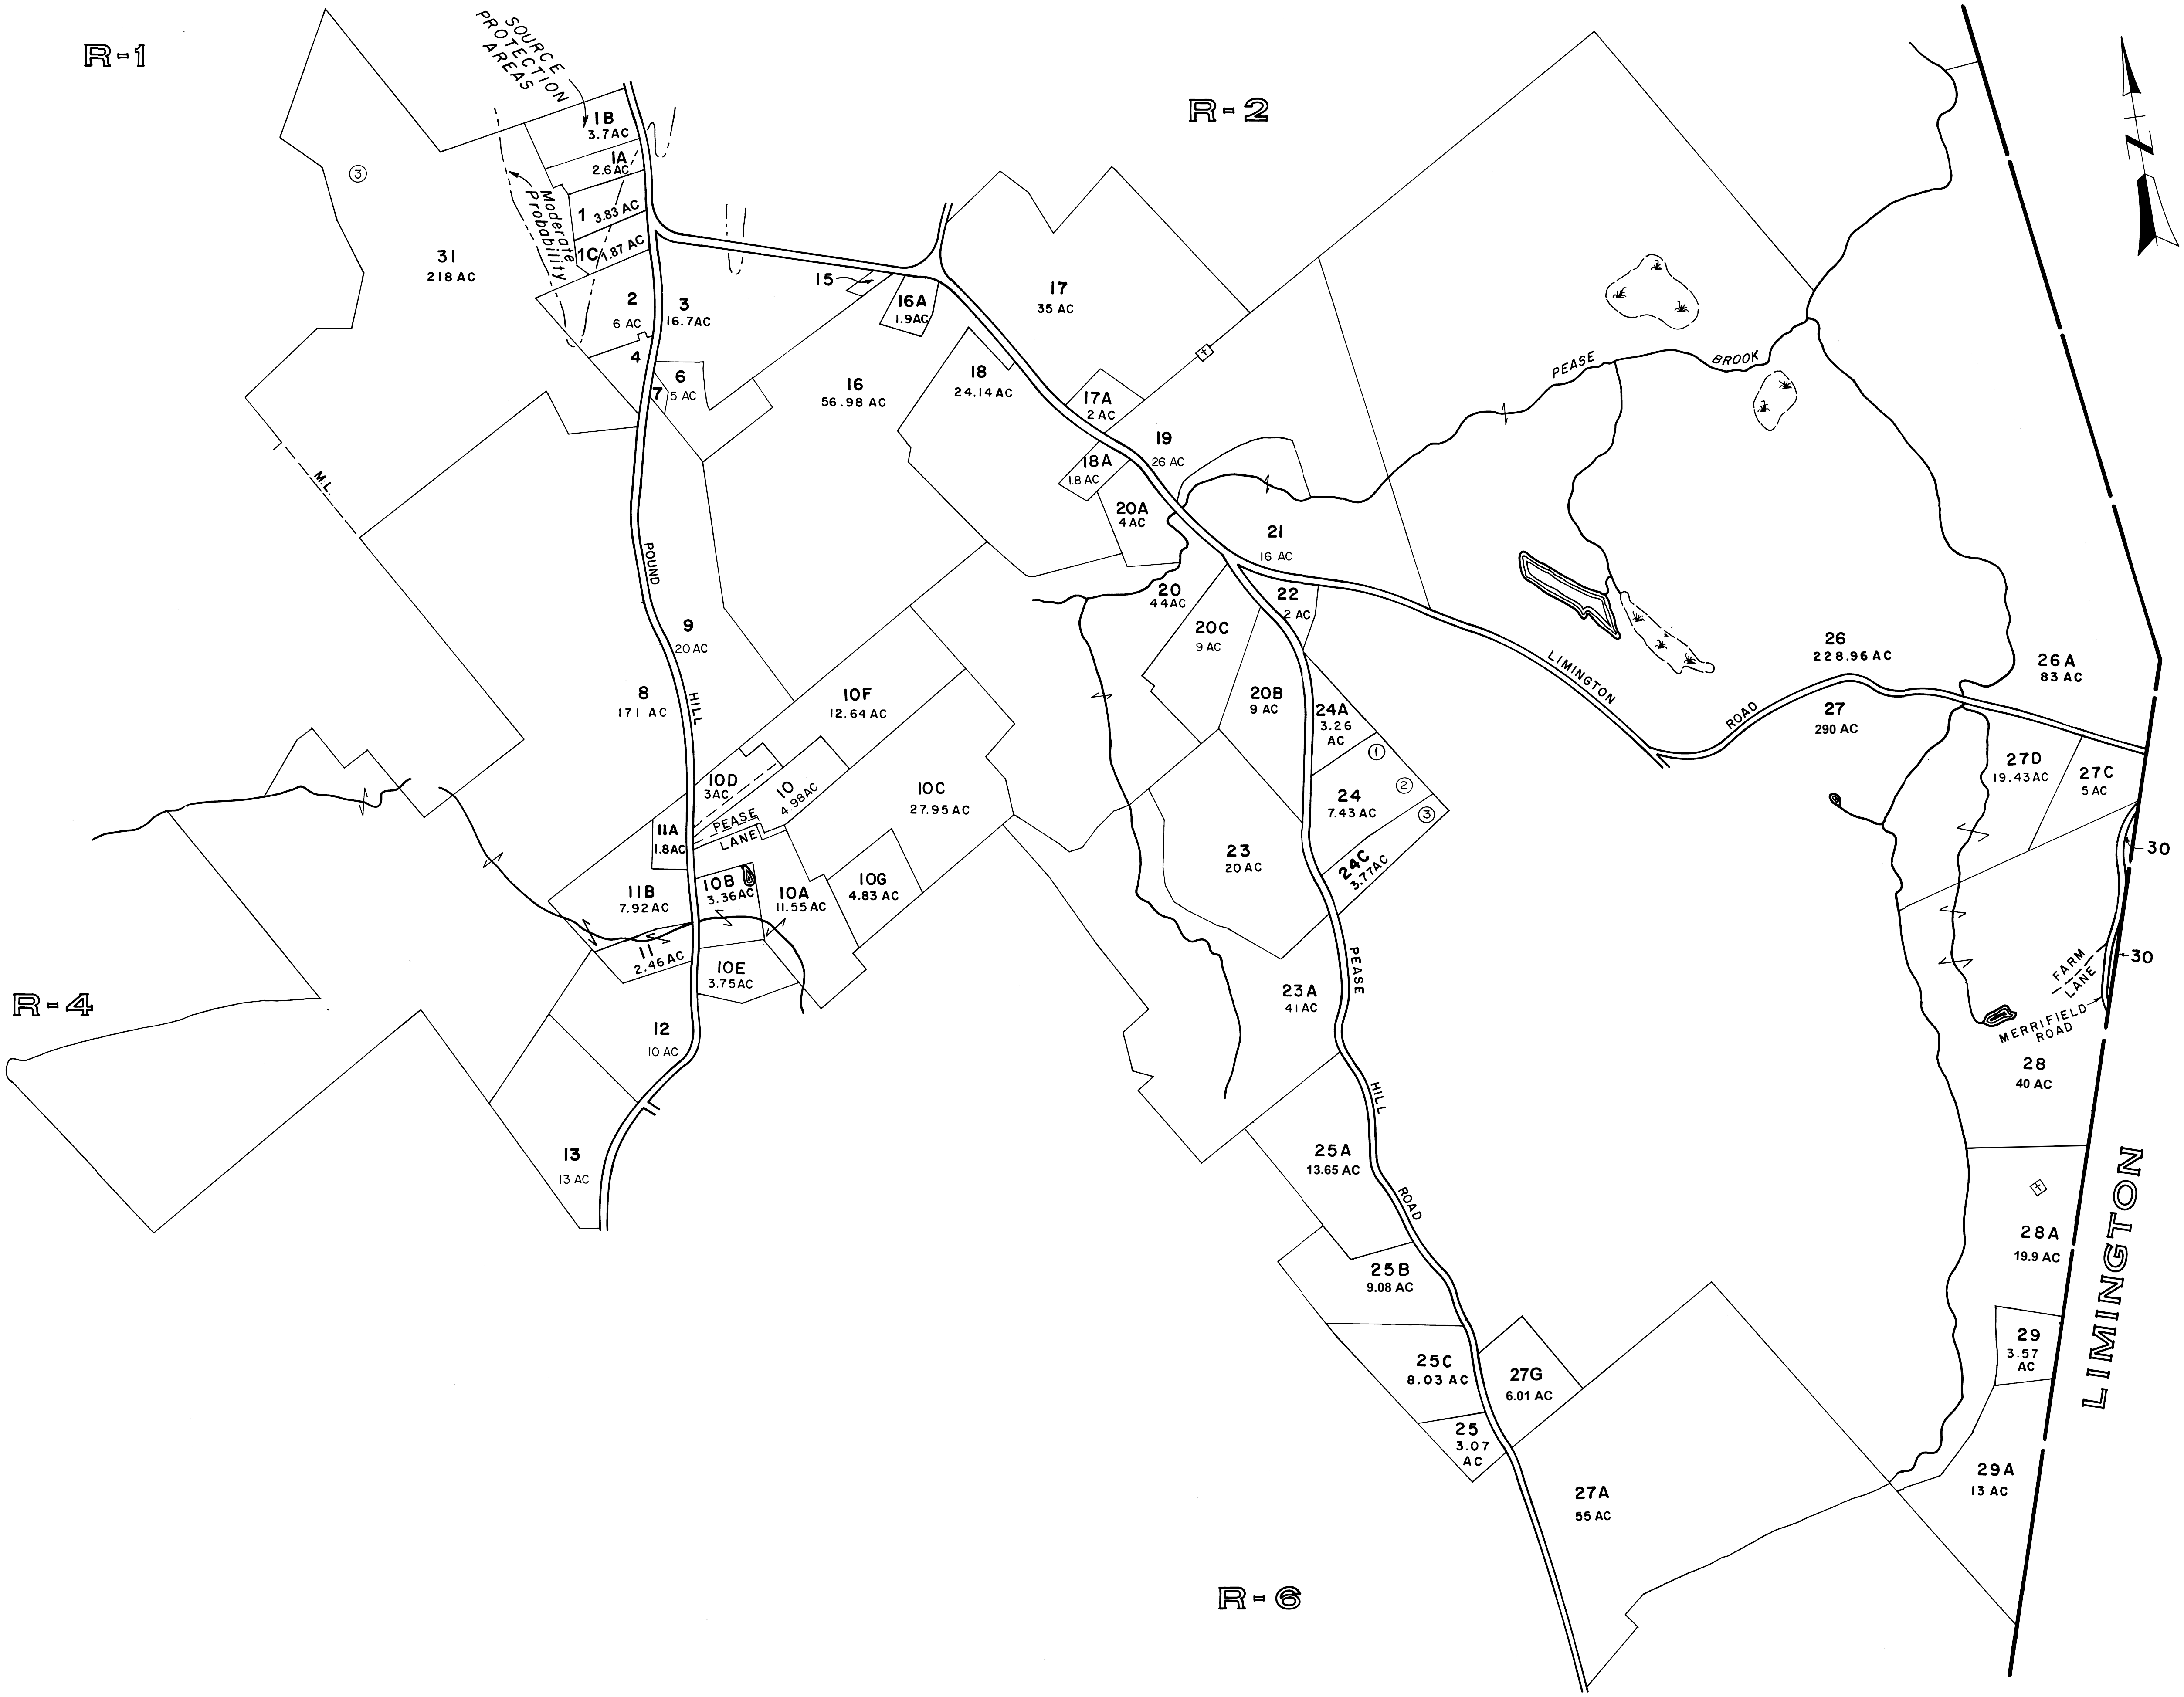 R-1
SOURCE
PROTECTION
AREAS
R-2
N
1B
3.7AC
1A
2.6AC
3
Moderate
Probability
1 3.83 AC
1C 1.87 AC
31
218 AC
2
6 AC
3
16.7AC
15
16A
1.9AC
17
35 AC
4
6
5 AC
7
16
56.98 AC
18
24.14 AC
17A
2 AC
PEASE
BROOK
19
26 AC
18A
1.8 AC
M.L.
20A
4 AC
21
16 AC
POUND
HILL
9
20 AC
8
171 AC
20
44AC
20C
9 AC
22
2 AC
20B
9 AC
LIMINGTON
ROAD
26
228.96 AC
26A
83 AC
27
290 AC
10F
12.64 AC
24A
3.26
AC
1
27D
19.43AC
27C
5 AC
10D
3AC
10
4.98AC
10C
27.95AC
24
7.43 AC
2
3
PEASE
LANE
11A
1.8AC
23
20 AC
24C
3.77AC
30
11B
7.92 AC
10B
3.36AC
10A
11.55 AC
10G
4.83 AC
11
2.46AC
10E
3.75AC
R-4
PEASE
HILL
ROAD
23A
41 AC
FARM
LANE
30
MERRIFIELD
ROAD
12
10 AC
28
40 AC
13
13 AC
25A
13.65 AC
28A
19.9 AC
LIMINGTON
25B
9.08 AC
29
3.57
AC
25C
8.03 AC
27G
6.01 AC
25
3.07
AC
29A
13 AC
27A
55 AC
R-6